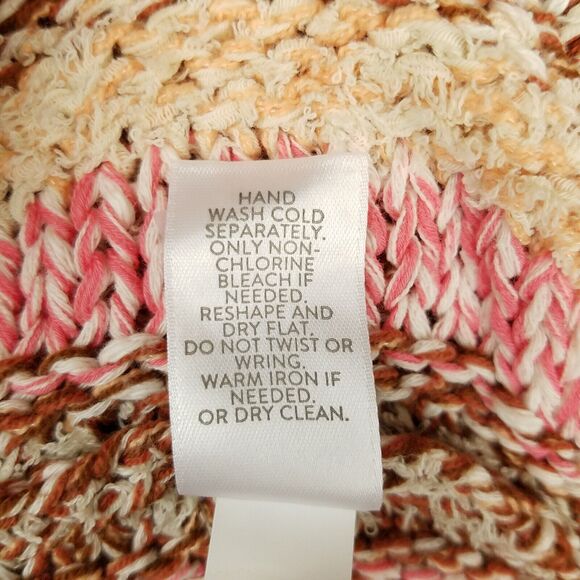 HAND
WASH COLD
SEPARATELY.
ONLY NON-
CHLORINE
BLEACH IF
NEEDED.
RESHAPE AND
DRY FLAT.
DO NOT TWIST OR
WRING.
WARM IRON IF
NEEDED.
OR DRY CLEAN.